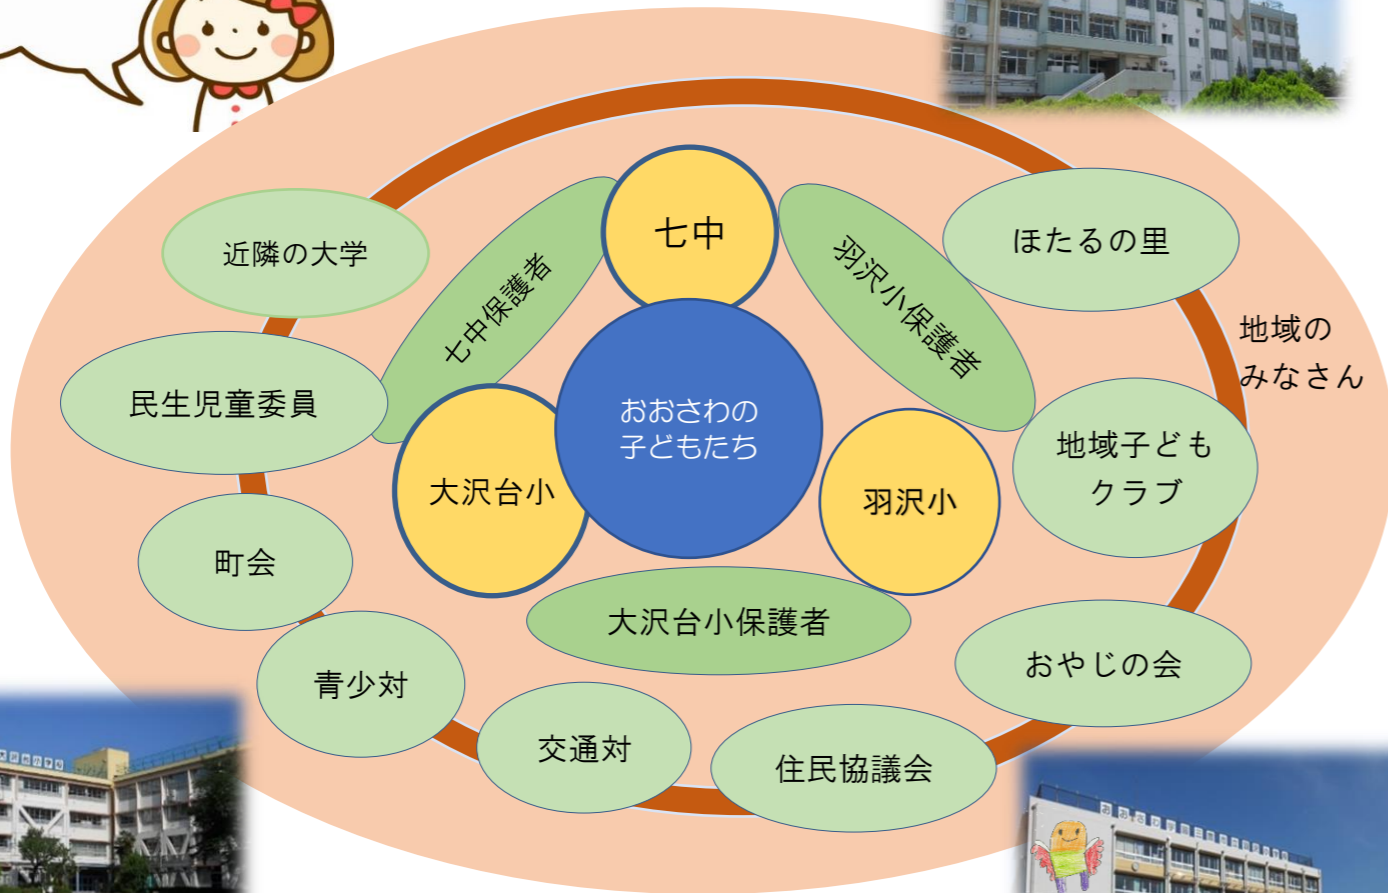 七中
近隣の大学
七中保護者
羽沢小保護者
ほたるの里
地域の
みなさん
民生児童委員
おおさわの
子どもたち
大沢台小
羽沢小
地域子ども
クラブ
町会
大沢台小保護者
青少対
おやじの会
交通対
住民協議会